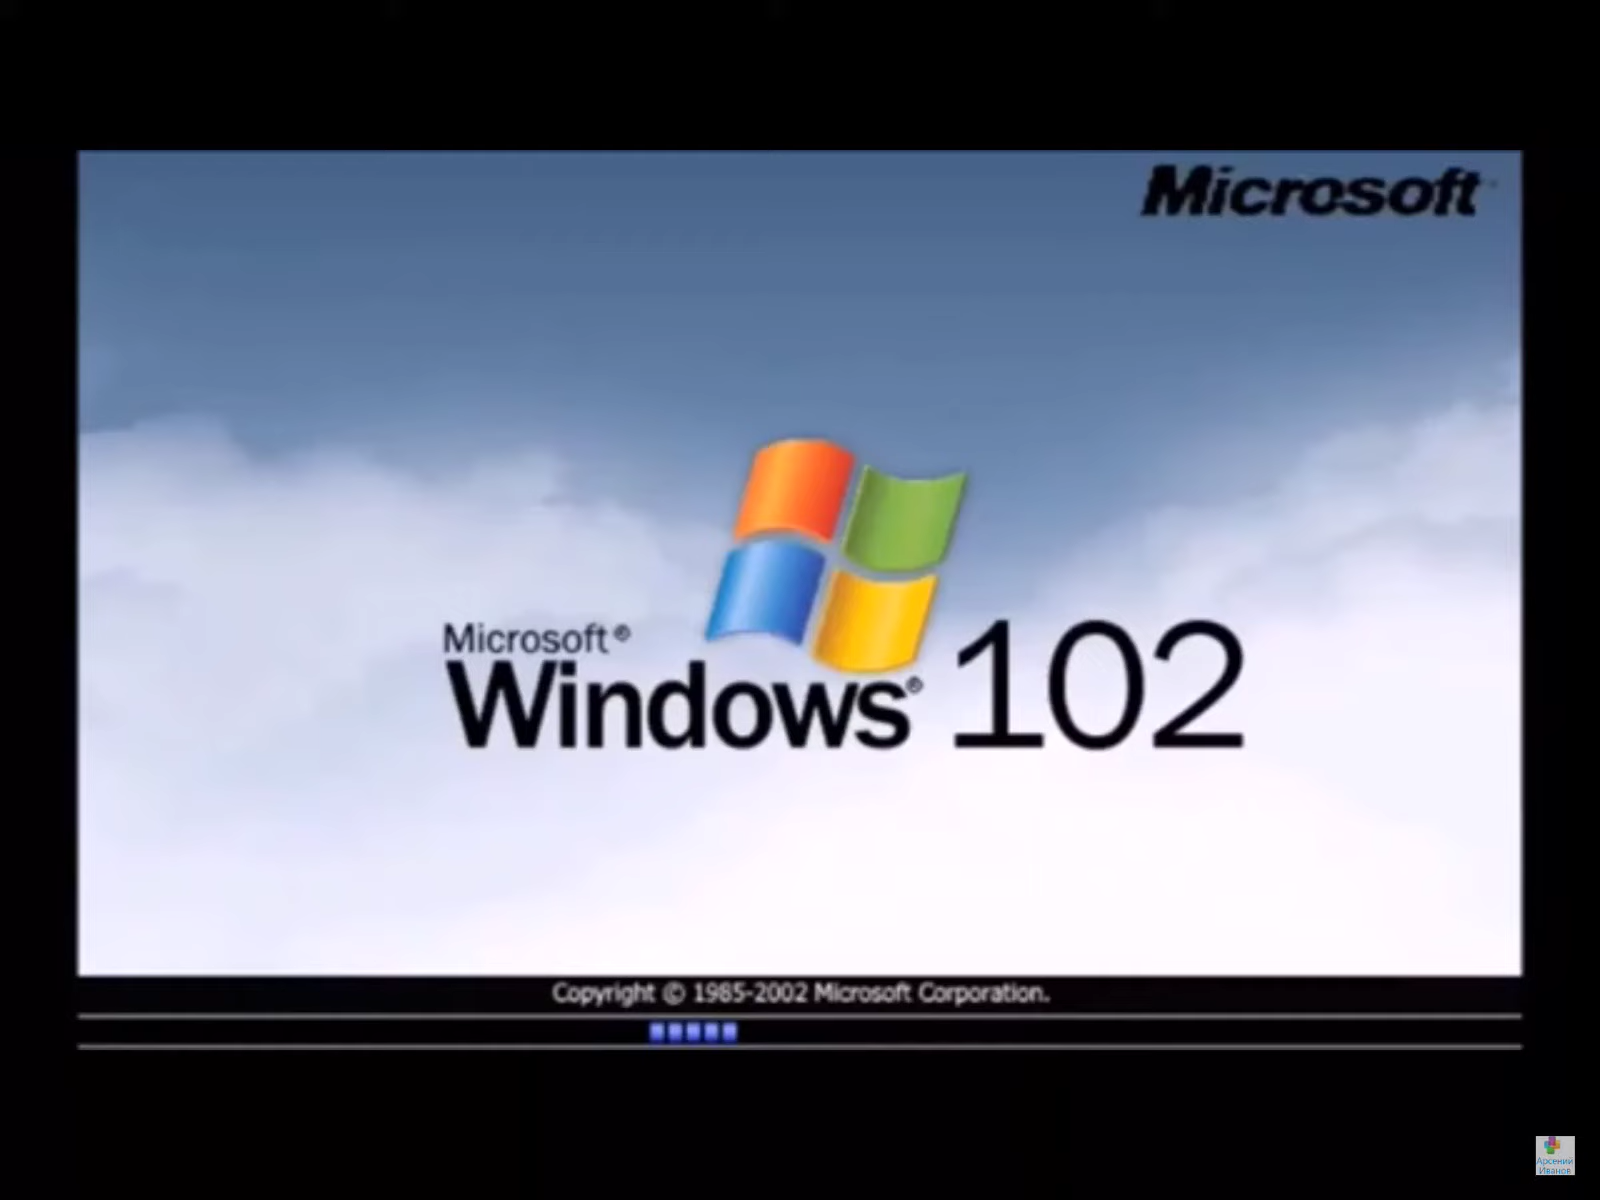 Microsoft
Microsoft®
Windows® 102
Copyright © 1985-2002 Microsoft Corporation.
Арсений
Иванов